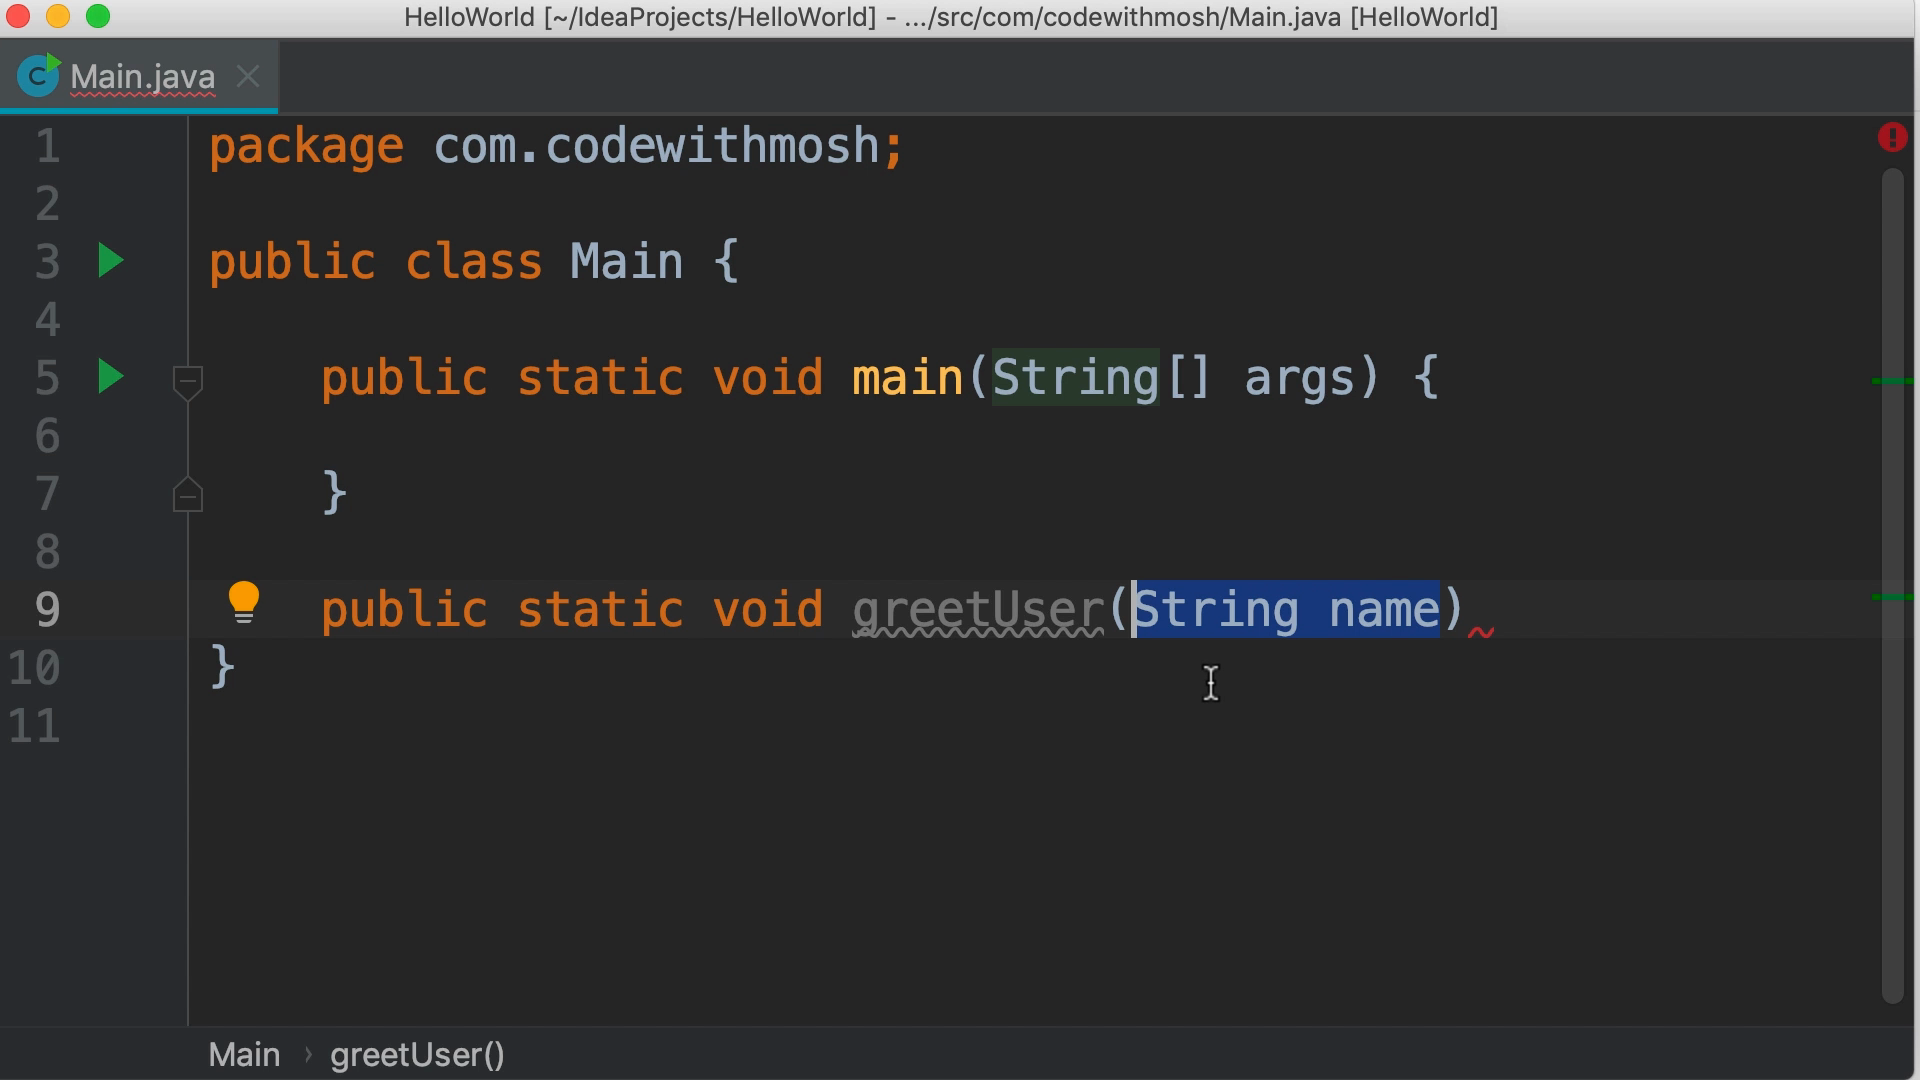 HelloWorld [~/IdeaProjects/HelloWorld] - .../src/com/codewithmosh/Main.java [HelloWorld]
C Main.java
1 package com.codewithmosh;
2
3 public class Main {
4
5 public static void main(String[] args) {
6
7 }
8
9 public static void greetUser(String name)
10 }
11
Main › greetUser()